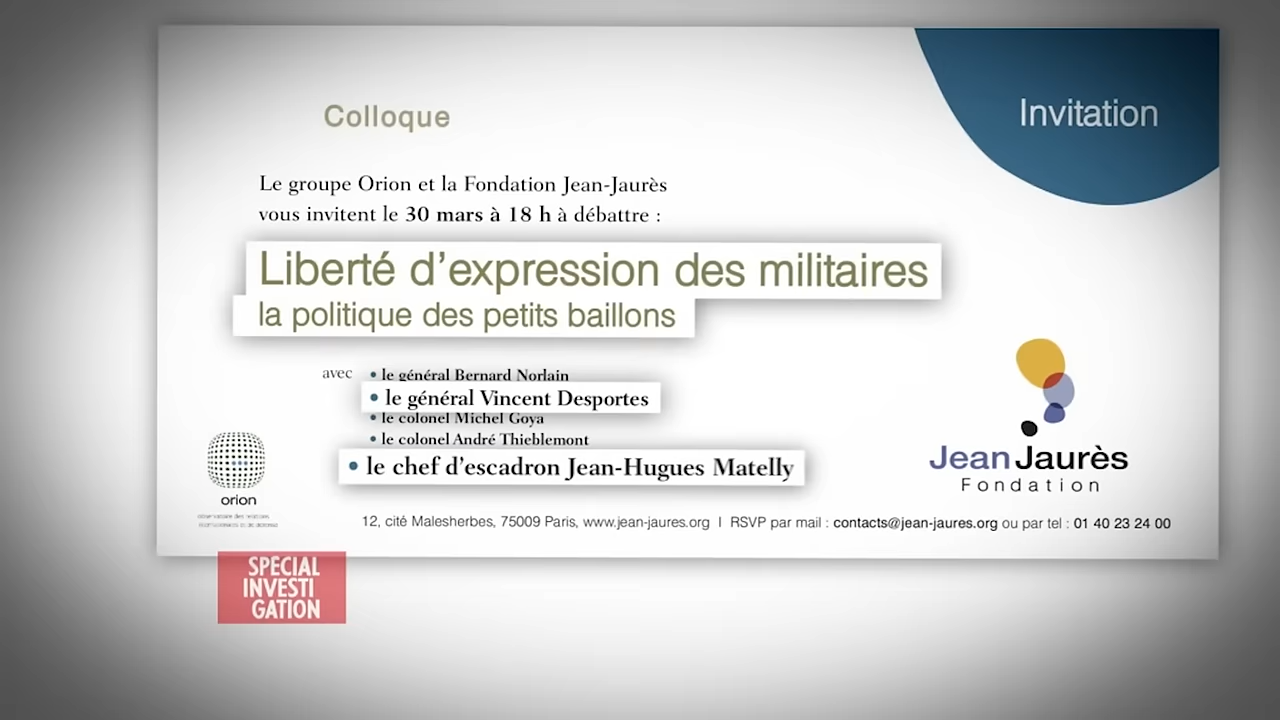 Colloque
Invitation
Le groupe Orion et la Fondation Jean-Jaurès
vous invitent le 30 mars à 18 h à débattre :
Liberté d'expression des militaires
la politique des petits baillons
avec
• le général Bernard Norlain
• le général Vincent Desportes
• le colonel Michel Goya
• le colonel André Thieblemont
• le chef d'escadron Jean-Hugues Matelly
orion
Jean Jaurès
Fondation
12, cité Malesherbes, 75009 Paris, www.jean-jaures.org I RSVP par mail : contacts@jean-jaures.org ou par tel : 01 40 23 24 00
SPECIAL
INVESTI
GATION